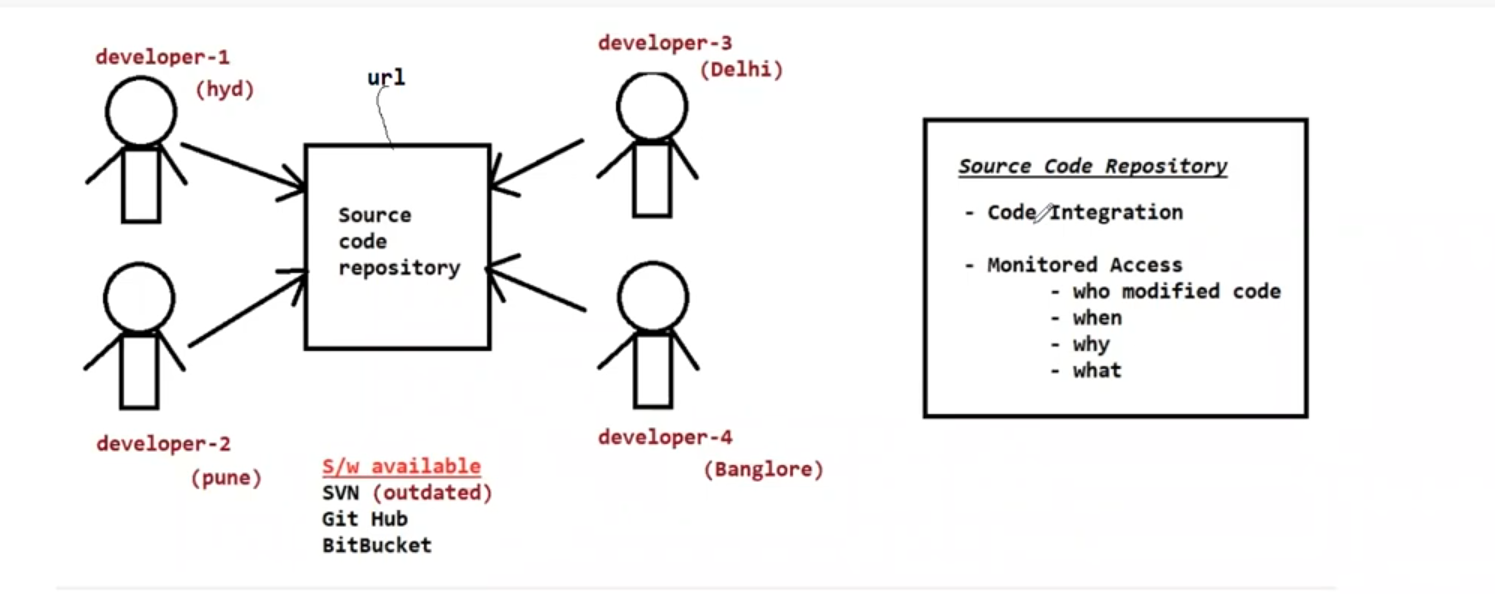 developer-1
(hyd)
url
developer-3
(Delhi)
Source
code
repository
developer-2
(pune)
developer-4
(Banglore)
S/w available
SVN (outdated)
Git Hub
BitBucket
Source Code Repository
- Code Integration
- Monitored Access
- who modified code
- when
- why
- what